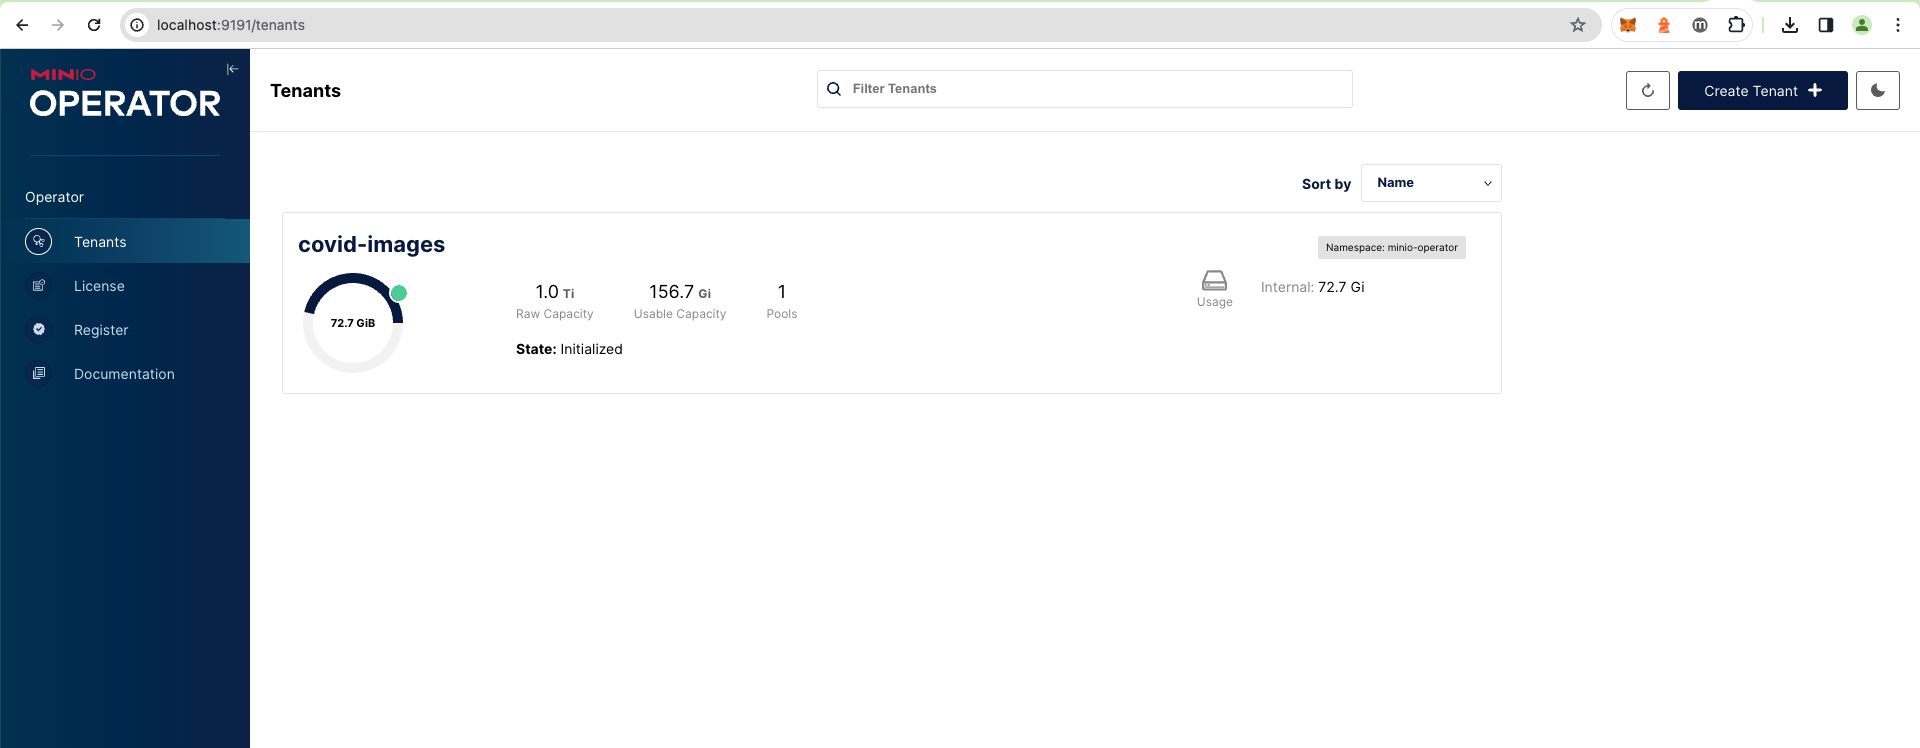 localhost:9191/tenants
MINIO
OPERATOR
Operator
Tenants
License
Register
Documentation
Tenants
Filter Tenants
Create Tenant
Sort by Name
covid-images
Namespace: minio-operator
72.7 GiB
1.0 Ti
Raw Capacity
156.7 Gi
Usable Capacity
1
Pools
State: Initialized
Usage
Internal: 72.7 Gi